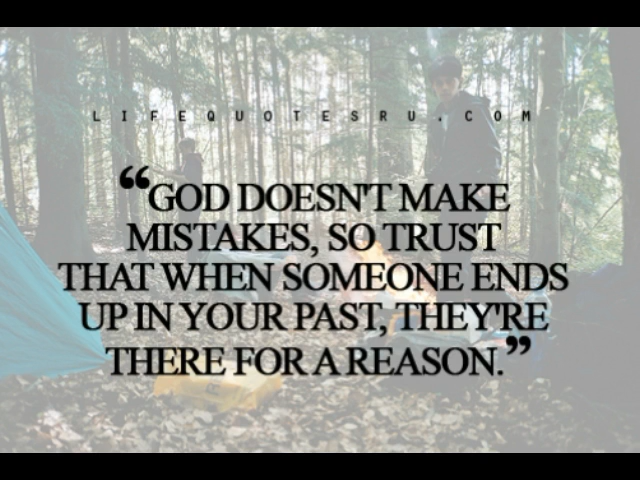 LIFEQUOTESRU.COM
“GOD DOESN'T MAKE
MISTAKES, SO TRUST
THAT WHEN SOMEONE ENDS
UP IN YOUR PAST, THEY'RE
THERE FOR A REASON.”